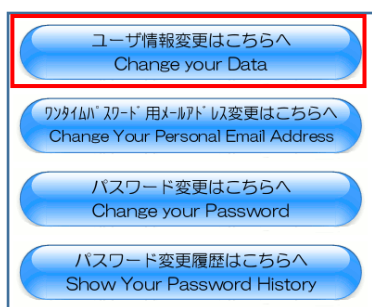 ユーザ情報変更はこちらへ
Change your Data
ﾜﾝﾀｲﾑﾊﾟｽﾜｰﾄﾞ用ﾒｰﾙｱﾄﾞﾚｽ変更はこちらへ
Change Your Personal Email Address
パスワード変更はこちらへ
Change your Password
パスワード変更履歴はこちらへ
Show Your Password History